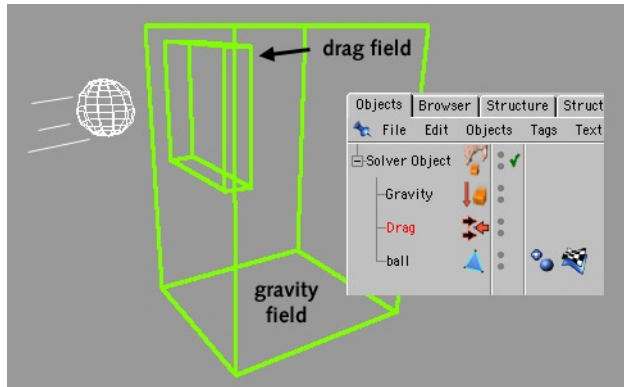 drag field
Objects Browser Structure Struct
File Edit Objects Tags Text
Solver Object
Gravity
Drag
ball
gravity
field